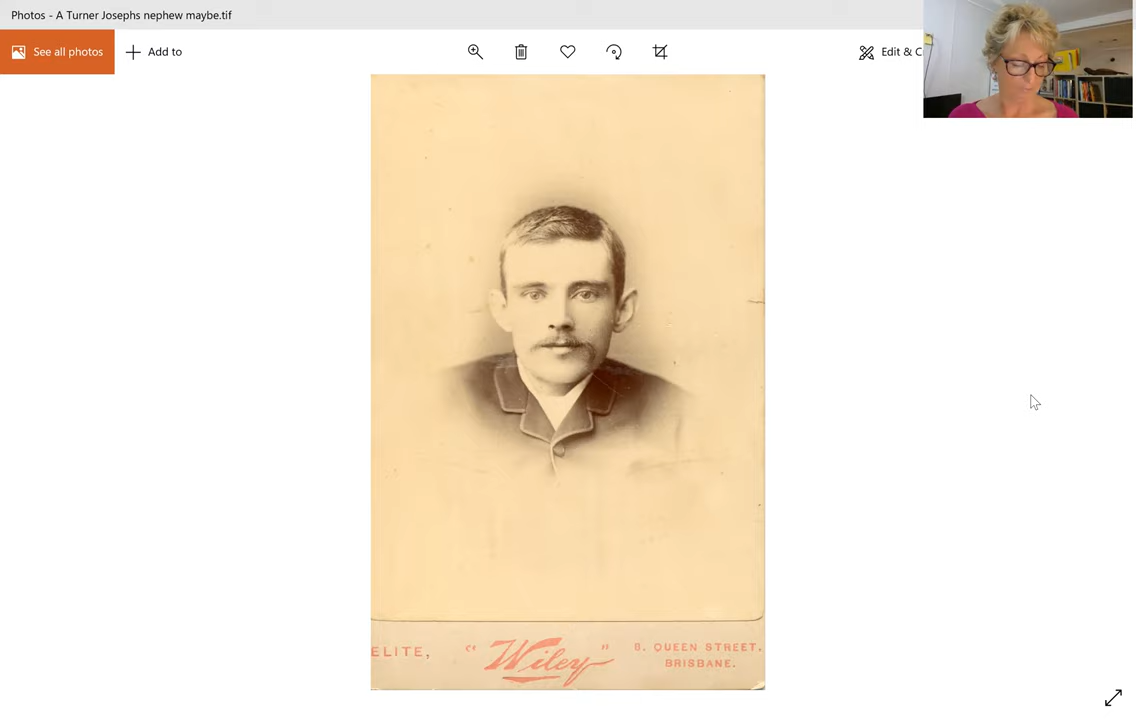 Photos - A Turner Josephs nephew maybe.tif
See all photos
Add to
Edit & C
ELITE, "Wiley" 8. QUEEN STREET.
BRISBANE.